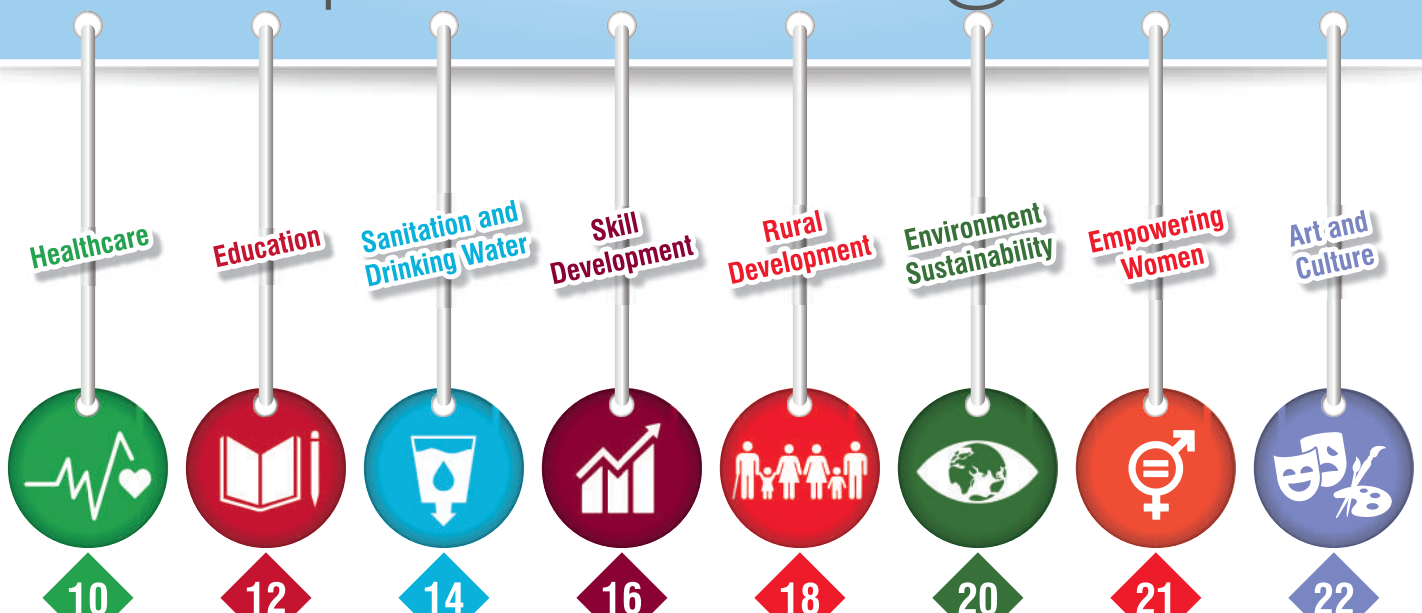 Healthcare
Education
Sanitation and
Drinking Water
Skill
Development
Rural
Development
Environment
Sustainability
Empowering
Women
Art and
Culture
10
12
14
16
18
20
21
22